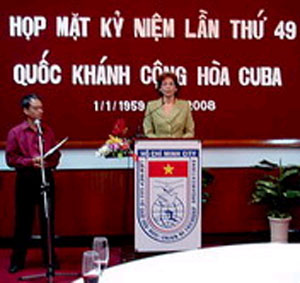 HỌP MẶT KỶ NIỆM LẦN THỨ 49
QUỐC KHÁNH CỘNG HÒA CUBA
1/1/1959 2008
HO CHI MINH CITY